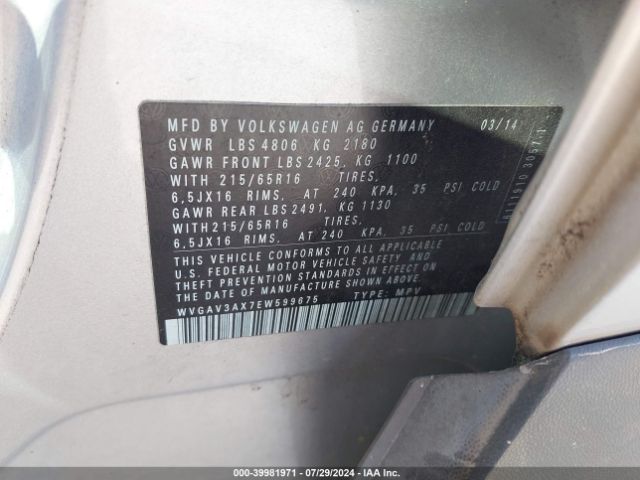 MFD BY VOLKSWAGEN AG GERMANY 03/14
GVWR LBS 4806 KG 2180
GAWR FRONT LBS 2425, KG 1100
WITH 215/65R16 TIRES.
6,5JX16 RIMS, AT 240 KPA, 35 PSI COLD
GAWR REAR LBS 2491, KG 1130
WITH 215/65R16 TIRES.
6,5JX16 RIMS, AT 240 KPA, 35 PSI COLD
THIS VEHICLE CONFORMS TO ALL APPLICABLE
U.S. FEDERAL MOTOR VEHICLE SAFETY AND
THEFT PREVENTION STANDARDS IN EFFECT ON
THE DATE OF MANUFACTURE SHOWN ABOVE.
WVGAV3AX7EW599675 TYPE: MPV
000-39981971 - 07/29/2024 - IAA Inc.